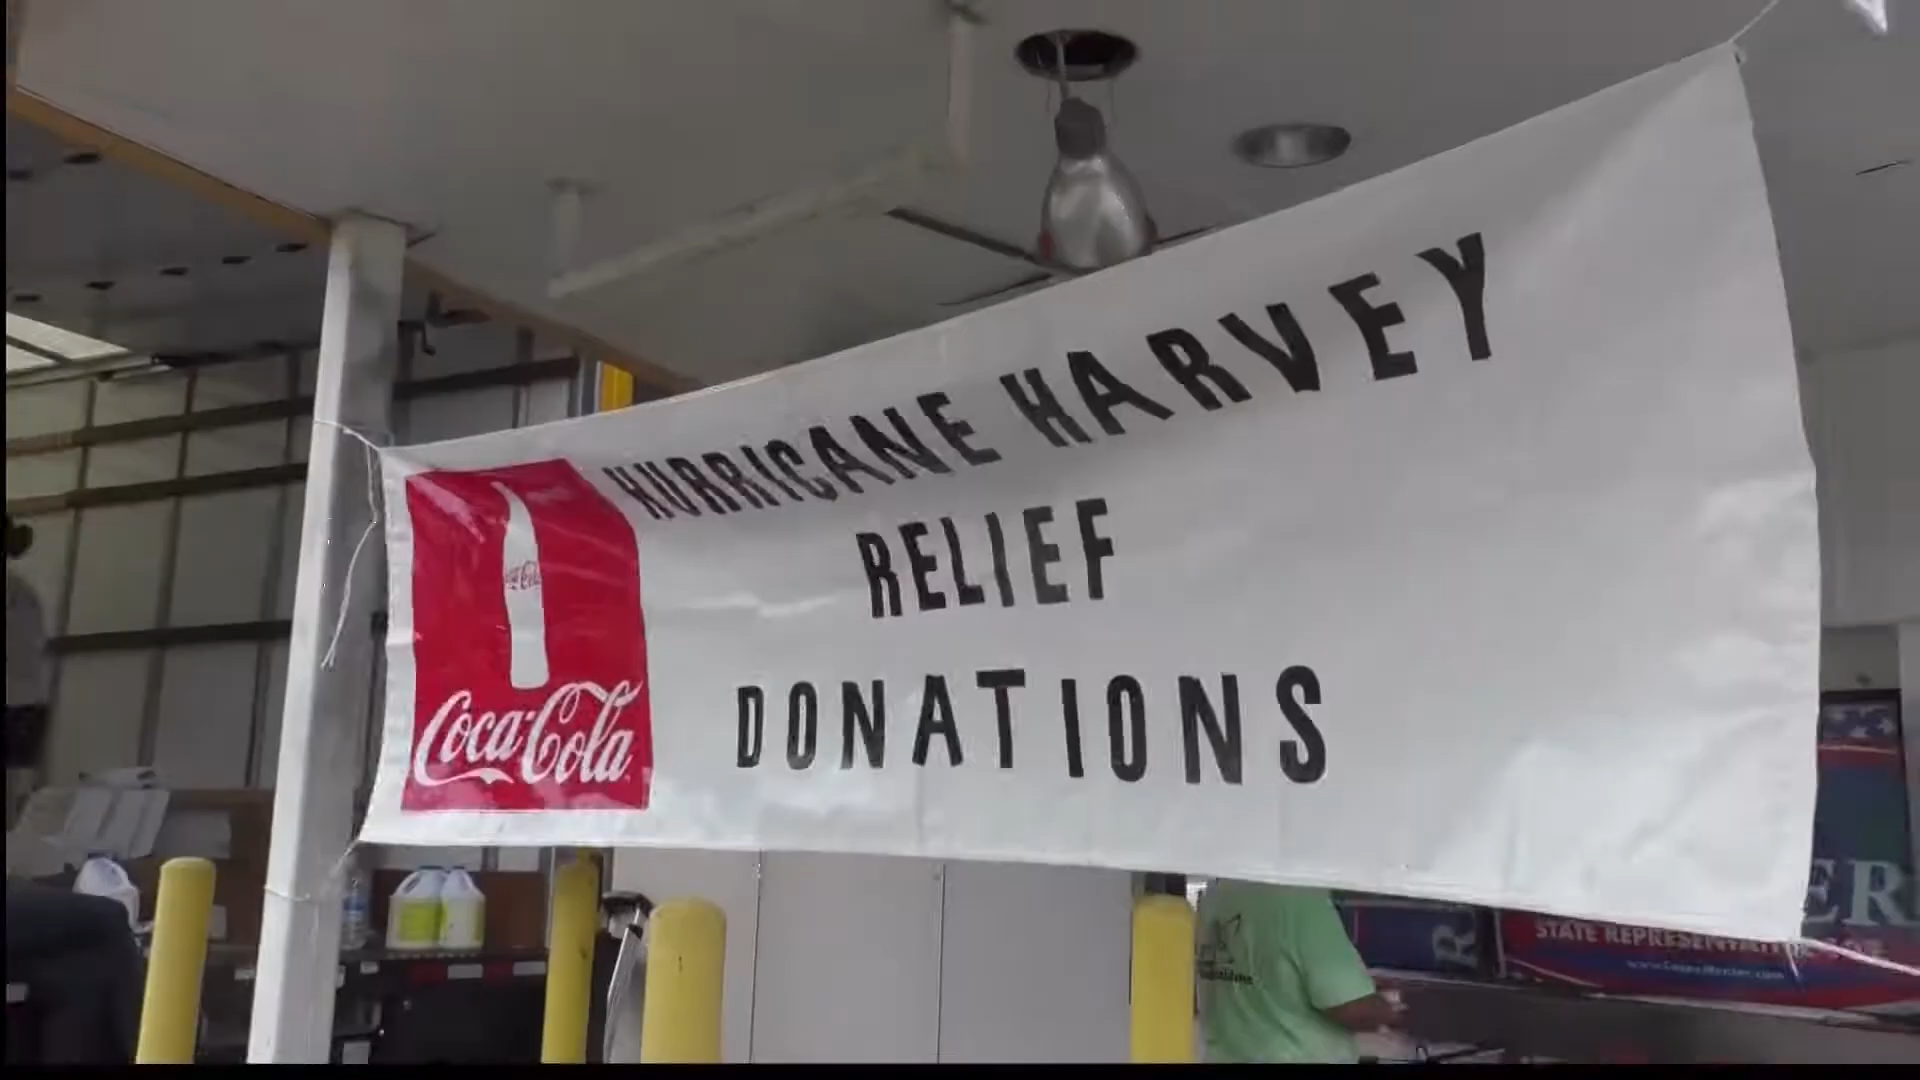 HURRICANE HARVEY
RELIEF
DONATIONS
Coca-Cola
Coca-Cola
STATE REPRESENTATIVE